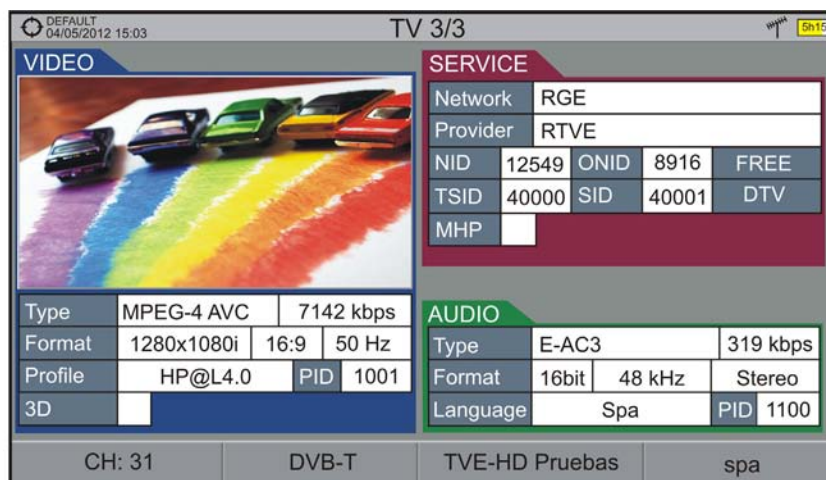 DEFAULT
04/05/2012 15:03
TV 3/3
5h15
VIDEO
Type MPEG-4 AVC 7142 kbps
Format 1280x1080i 16:9 50 Hz
Profile HP@L4.0 PID 1001
3D
SERVICE
Network RGE
Provider RTVE
NID 12549 ONID 8916 FREE
TSID 40000 SID 40001 DTV
MHP
AUDIO
Type E-AC3 319 kbps
Format 16bit 48 kHz Stereo
Language Spa PID 1100
CH: 31 DVB-T TVE-HD Pruebas spa